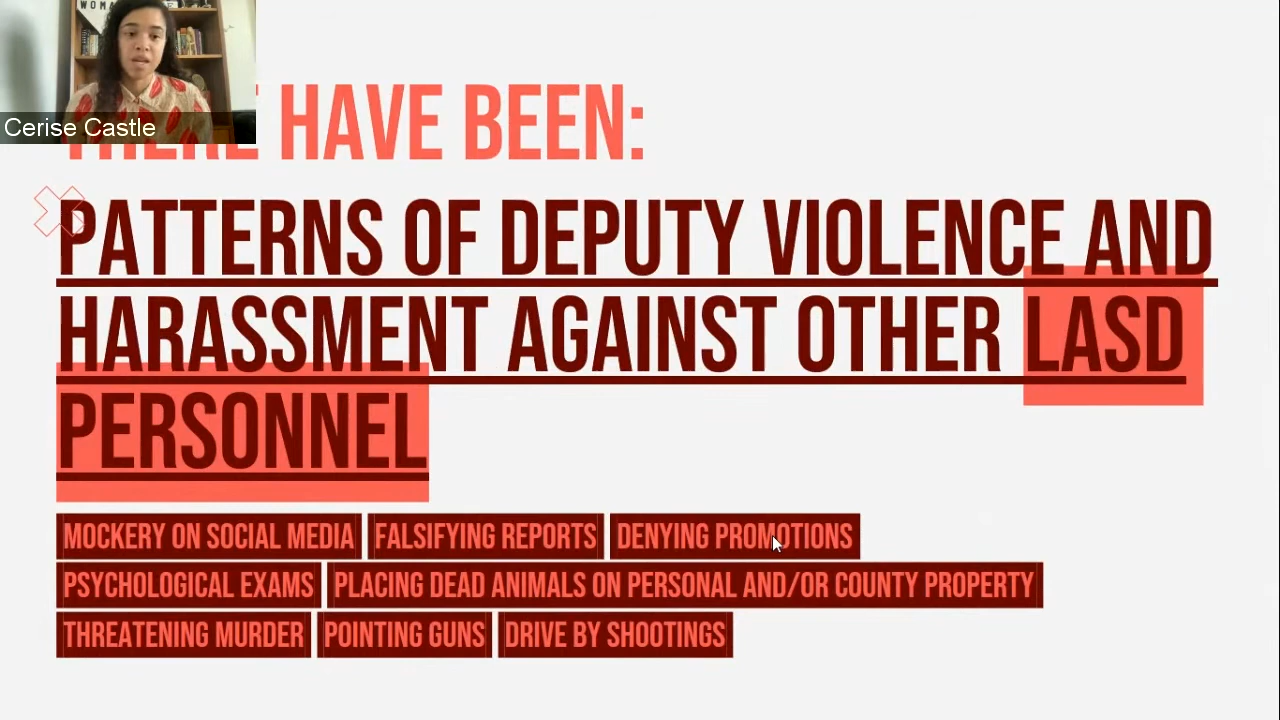 WOMA
Cerise Castle
THERE HAVE BEEN:
PATTERNS OF DEPUTY VIOLENCE AND
HARASSMENT AGAINST OTHER LASD
PERSONNEL
MOCKERY ON SOCIAL MEDIA FALSIFYING REPORTS DENYING PROMOTIONS
PSYCHOLOGICAL EXAMS PLACING DEAD ANIMALS ON PERSONAL AND/OR COUNTY PROPERTY
THREATENING MURDER POINTING GUNS DRIVE BY SHOOTINGS